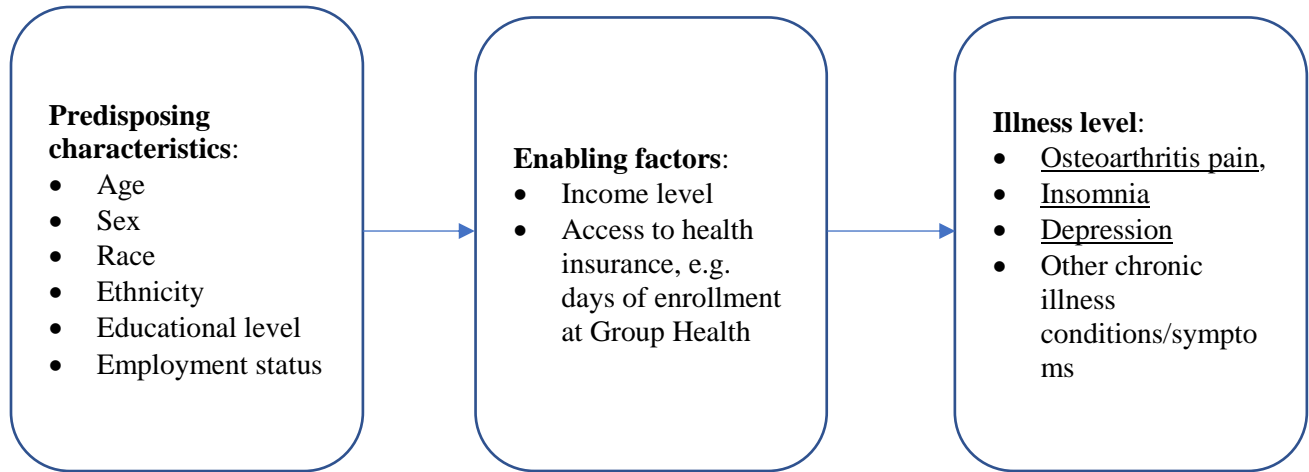 Predisposing
characteristics:
• Age
• Sex
• Race
• Ethnicity
• Educational level
• Employment status
Enabling factors:
• Income level
• Access to health
insurance, e.g.
days of enrollment
at Group Health
Illness level:
• Osteoarthritis pain,
• Insomnia
• Depression
• Other chronic
illness
conditions/sympto
ms